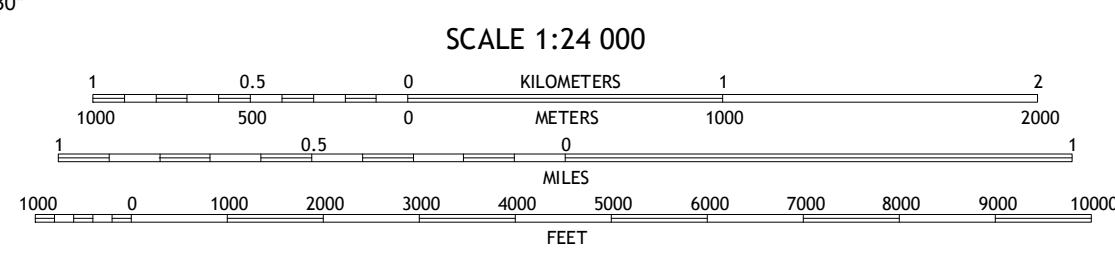 30"
SCALE 1:24 000
1 0.5 0 KILOMETERS 1 2
1000 500 0 METERS 1000 2000
1 0.5 0 1
MILES
1000 0 1000 2000 3000 4000 5000 6000 7000 8000 9000 10000
FEET